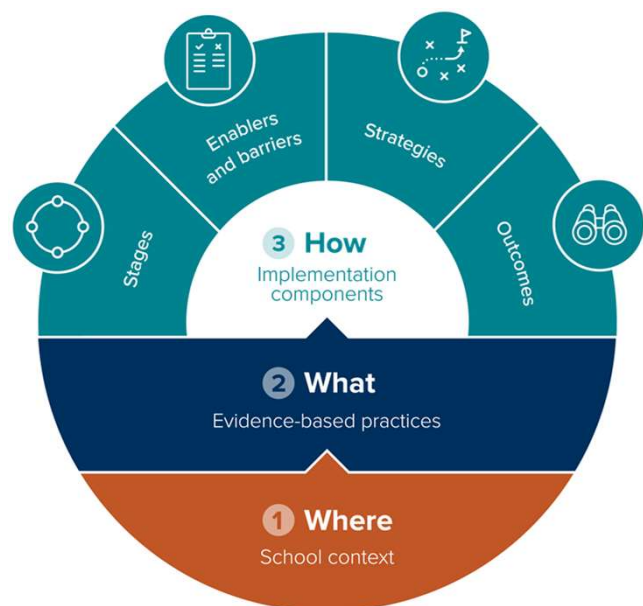 Stages
Enablers
and barriers
Strategies
Outcomes
3 How
Implementation
components
2 What
Evidence-based practices
1 Where
School context